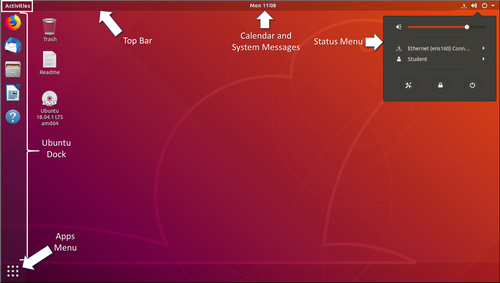 Activities
Mon 11:08
Top Bar
Calendar and
System Messages
Status Menu
Ethernet (ens160) Conn...
Student
Trash
Readme
Ubuntu
18.04.1 LTS
amd64
Ubuntu
Dock
Apps
Menu